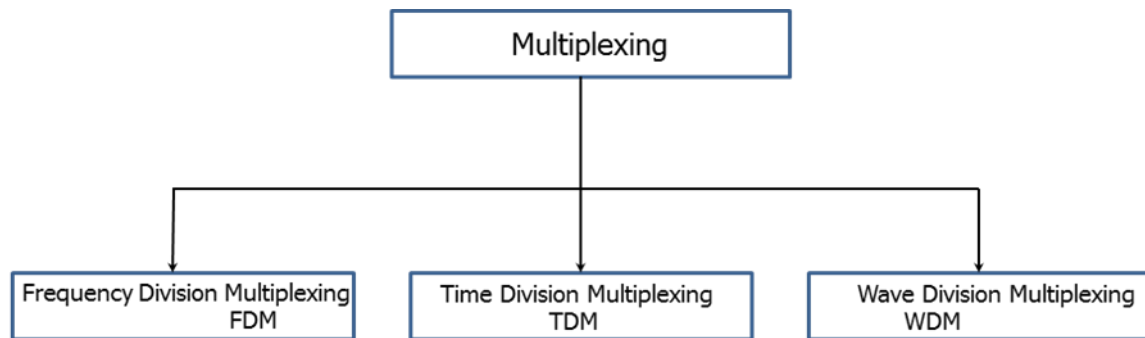 Multiplexing
Frequency Division Multiplexing
FDM
Time Division Multiplexing
TDM
Wave Division Multiplexing
WDM